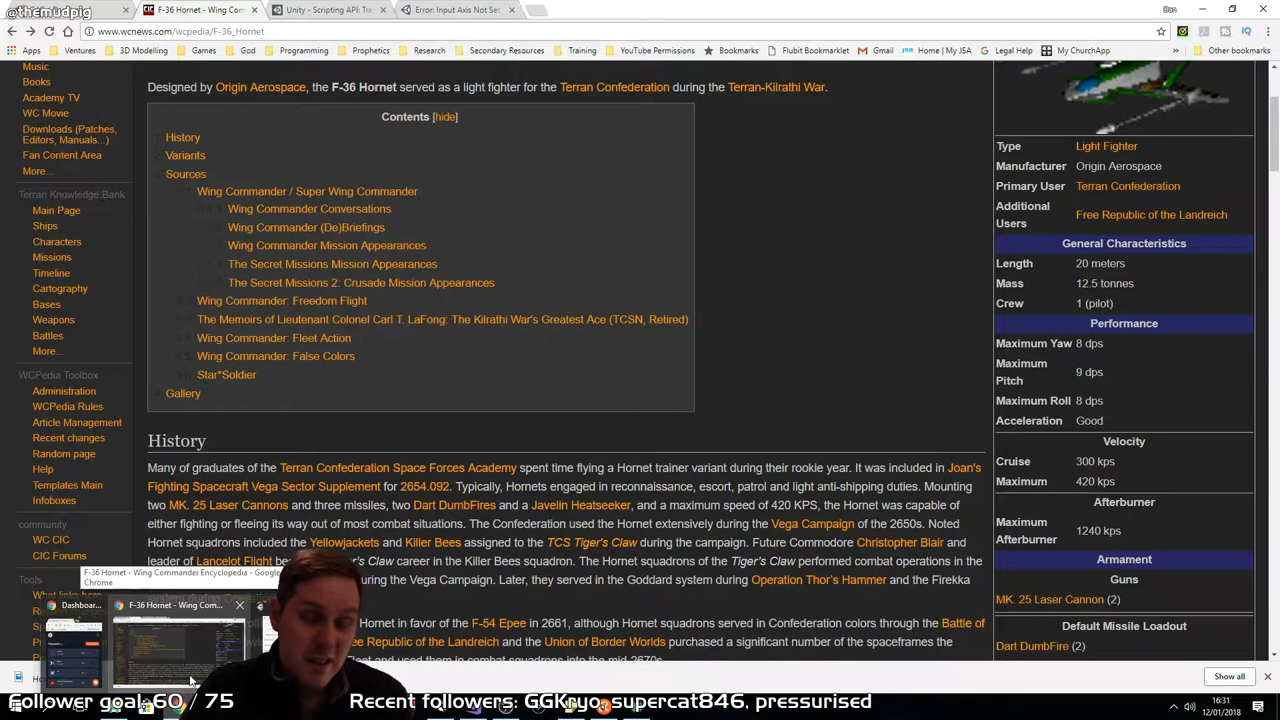 @themudpig
F-36 Hornet - Wing Com
Unity - Scripting API: Tra
Error: Input Axis Not Set
Ban
www.wcnews.com/wcpedia/F-36_Hornet
Apps Ventures 3D Modelling Games God Programming Prophetics Research Secondary Resources Training YouTube Permissions Bookmarks Flubit Bookmarklet Gmail Home | My JSA Legal Help My ChurchApp Other bookmarks
Music
Books
Academy TV
WC Movie
Downloads (Patches,
Editors, Manuals...)
Fan Content Area
More...
Terran Knowledge Bank
Main Page
Ships
Characters
Missions
Timeline
Cartography
Bases
Weapons
Battles
More...
WCPedia Toolbox
Administration
WCPedia Rules
Article Management
Recent changes
Random page
Help
Templates Main
Infoboxes
community
WC CIC
CIC Forums
Tools
What links here
Designed by Origin Aerospace, the F-36 Hornet served as a light fighter for the Terran Confederation during the Terran-Kilrathi War.
Contents [hide]
History
Variants
Sources
Wing Commander / Super Wing Commander
Wing Commander Conversations
Wing Commander (De)Briefings
Wing Commander Mission Appearances
The Secret Missions Mission Appearances
The Secret Missions 2: Crusade Mission Appearances
Wing Commander: Freedom Flight
The Memoirs of Lieutenant Colonel Carl T. LaFong: The Kilrathi War's Greatest Ace (TCSN, Retired)
Wing Commander: Fleet Action
Wing Commander: False Colors
Star*Soldier
Gallery
History
Many of graduates of the Terran Confederation Space Forces Academy spent time flying a Hornet trainer variant during their rookie year. It was included in Joan's
Fighting Spacecraft Vega Sector Supplement for 2654.092. Typically, Hornets engaged in reconnaissance, escort, patrol and light anti-shipping duties. Mounting
two MK. 25 Laser Cannons and three missiles, two Dart DumbFires and a Javelin Heatseeker, and a maximum speed of 420 KPS, the Hornet was capable of
either fighting or fleeing its way out of most combat situations. The Confederation used the Hornet extensively during the Vega Campaign of the 2650s. Noted
Hornet squadrons included the Yellowjackets and Killer Bees assigned to the TCS Tiger's Claw during the campaign. Future Commodore Christopher Blair and
leader of Lancelot Flight Claw career in the Killer Bees squadron. The Hornet squadrons of the Tiger's Claw performed combat operations in the
during the Vega Campaign. Later, they served in the Goddard system during Operation Thor's Hammer and the Firekka
Hornet in favor of the F-54 Epee in 2661, although Hornet squadrons served in Confederation colors through the Battle of
Republic of the Landreich and the Union of Border Worlds purchased a significant number of the spaceframes
and used them in combat squadrons into the mid-2670s.
Type Light Fighter
Manufacturer Origin Aerospace
Primary User Terran Confederation
Additional
Users Free Republic of the Landreich
General Characteristics
Length 20 meters
Mass 12.5 tonnes
Crew 1 (pilot)
Performance
Maximum Yaw 8 dps
Maximum
Pitch 9 dps
Maximum Roll 8 dps
Acceleration Good
Velocity
Cruise 300 kps
Maximum 420 kps
Afterburner
Maximum
Afterburner 1240 kps
Armament
Guns
MK. 25 Laser Cannon (2)
Default Missile Loadout
Dart DumbFire (2)
F-36 Hornet - Wing Commander Encyclopedia - Google
Chrome
Dashboar...
F-36 Hornet - Wing Com...
Show all
Follower goal 60 / 75
Recent followers: GGKryo, supercat846, pressurised
16:31
12/01/2018